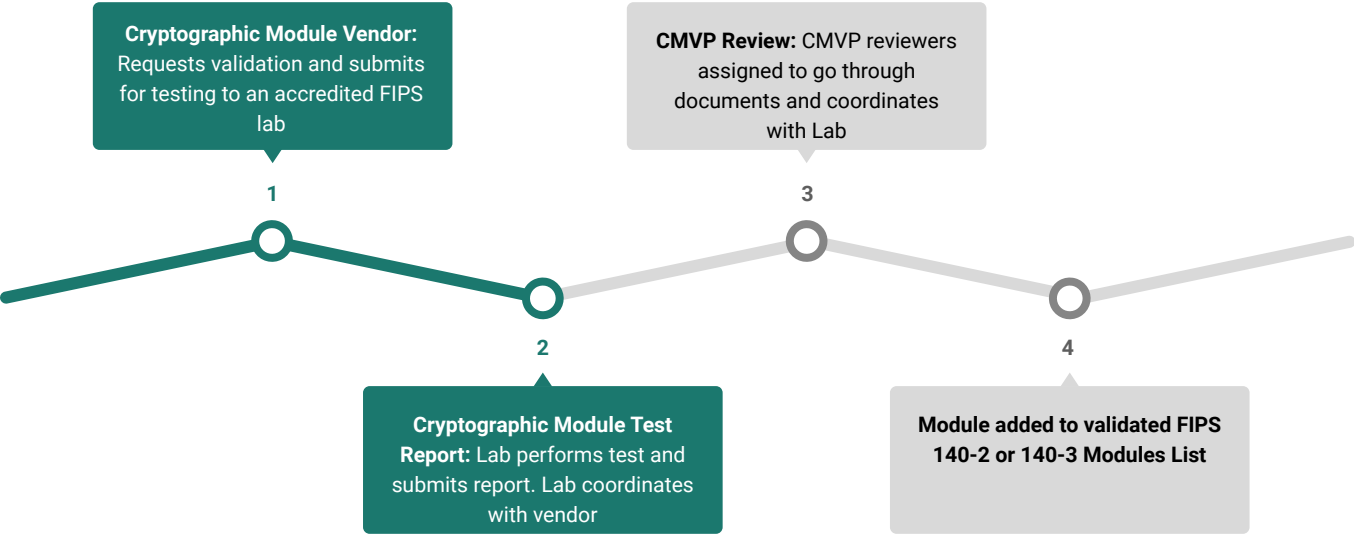 Cryptographic Module Vendor:
Requests validation and submits
for testing to an accredited FIPS
lab
1
Cryptographic Module Test
Report: Lab performs test and
submits report. Lab coordinates
with vendor
2
CMVP Review: CMVP reviewers
assigned to go through
documents and coordinates
with Lab
3
Module added to validated FIPS
140-2 or 140-3 Modules List
4